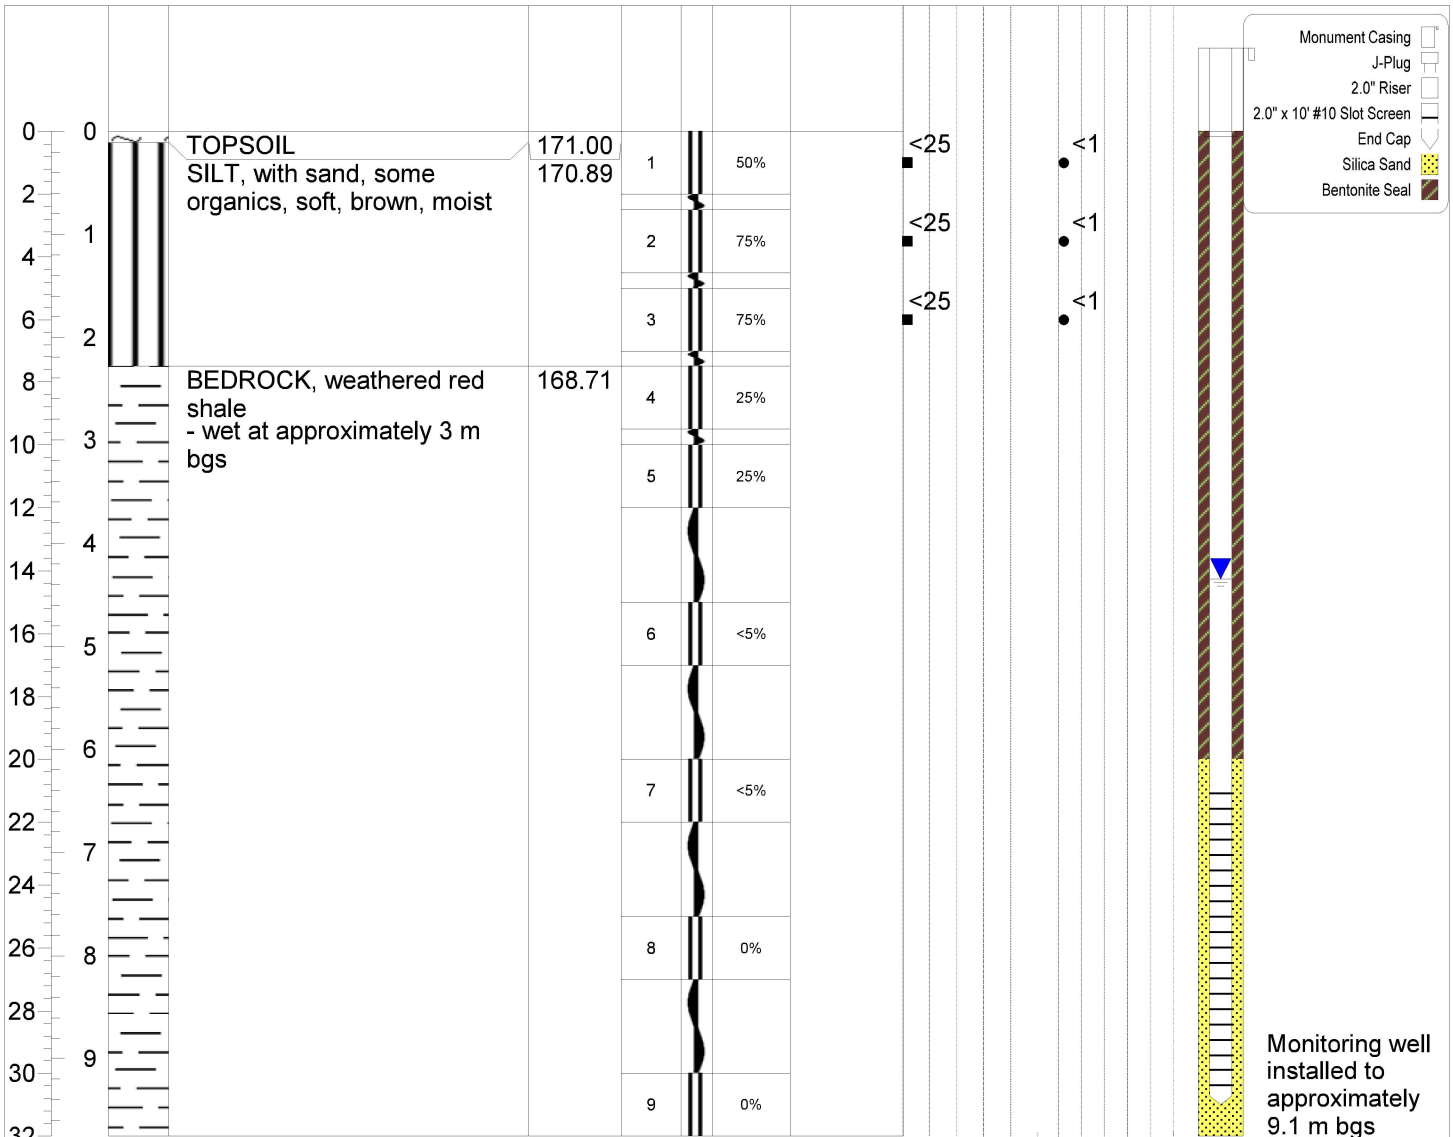 Monument Casing
J-Plug
2.0" Riser
2.0" x 10' #10 Slot Screen
End Cap
Silica Sand
Bentonite Seal
0 0 TOPSOIL 171.00
SILT, with sand, some 170.89
organics, soft, brown, moist
1 50% <25 <1
2
1
2 75% <25 <1
4
3 75% <25 <1
6
2
8 BEDROCK, weathered red 168.71
shale
- wet at approximately 3 m
bgs
4 25%
10 3
5 25%
12
4
14
16 5
6 <5%
18
6
20
7 <5%
22
7
24
26 8
8 0%
28
9
30
9 0%
32
Monitoring well
installed to
approximately
9.1 m bgs